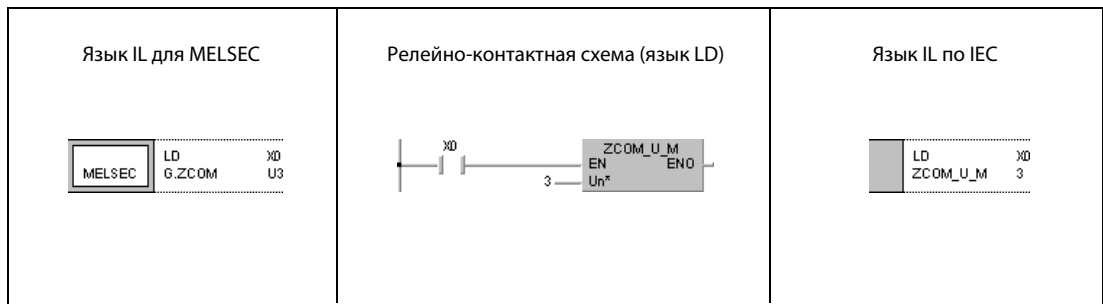 Язык IL для MELSEC
MELSEC
LD X0
G.ZCOM U3
Релейно-контактная схема (язык LD)
X0
ZCOM_U_M
EN ENO
3 Un*
Язык IL по IEC
LD X0
ZCOM_U_M 3